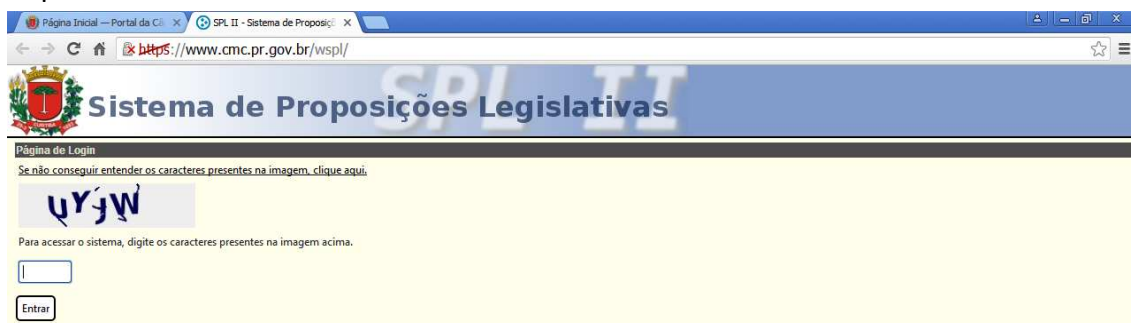 Página Inicial — Portal da Câ
SPL II - Sistema de Proposiçõ
https://www.cmc.pr.gov.br/wspl/
SPL II
Sistema de Proposições Legislativas
Página de Login
Se não conseguir entender os caracteres presentes na imagem, clique aqui.
Para acessar o sistema, digite os caracteres presentes na imagem acima.
Entrar